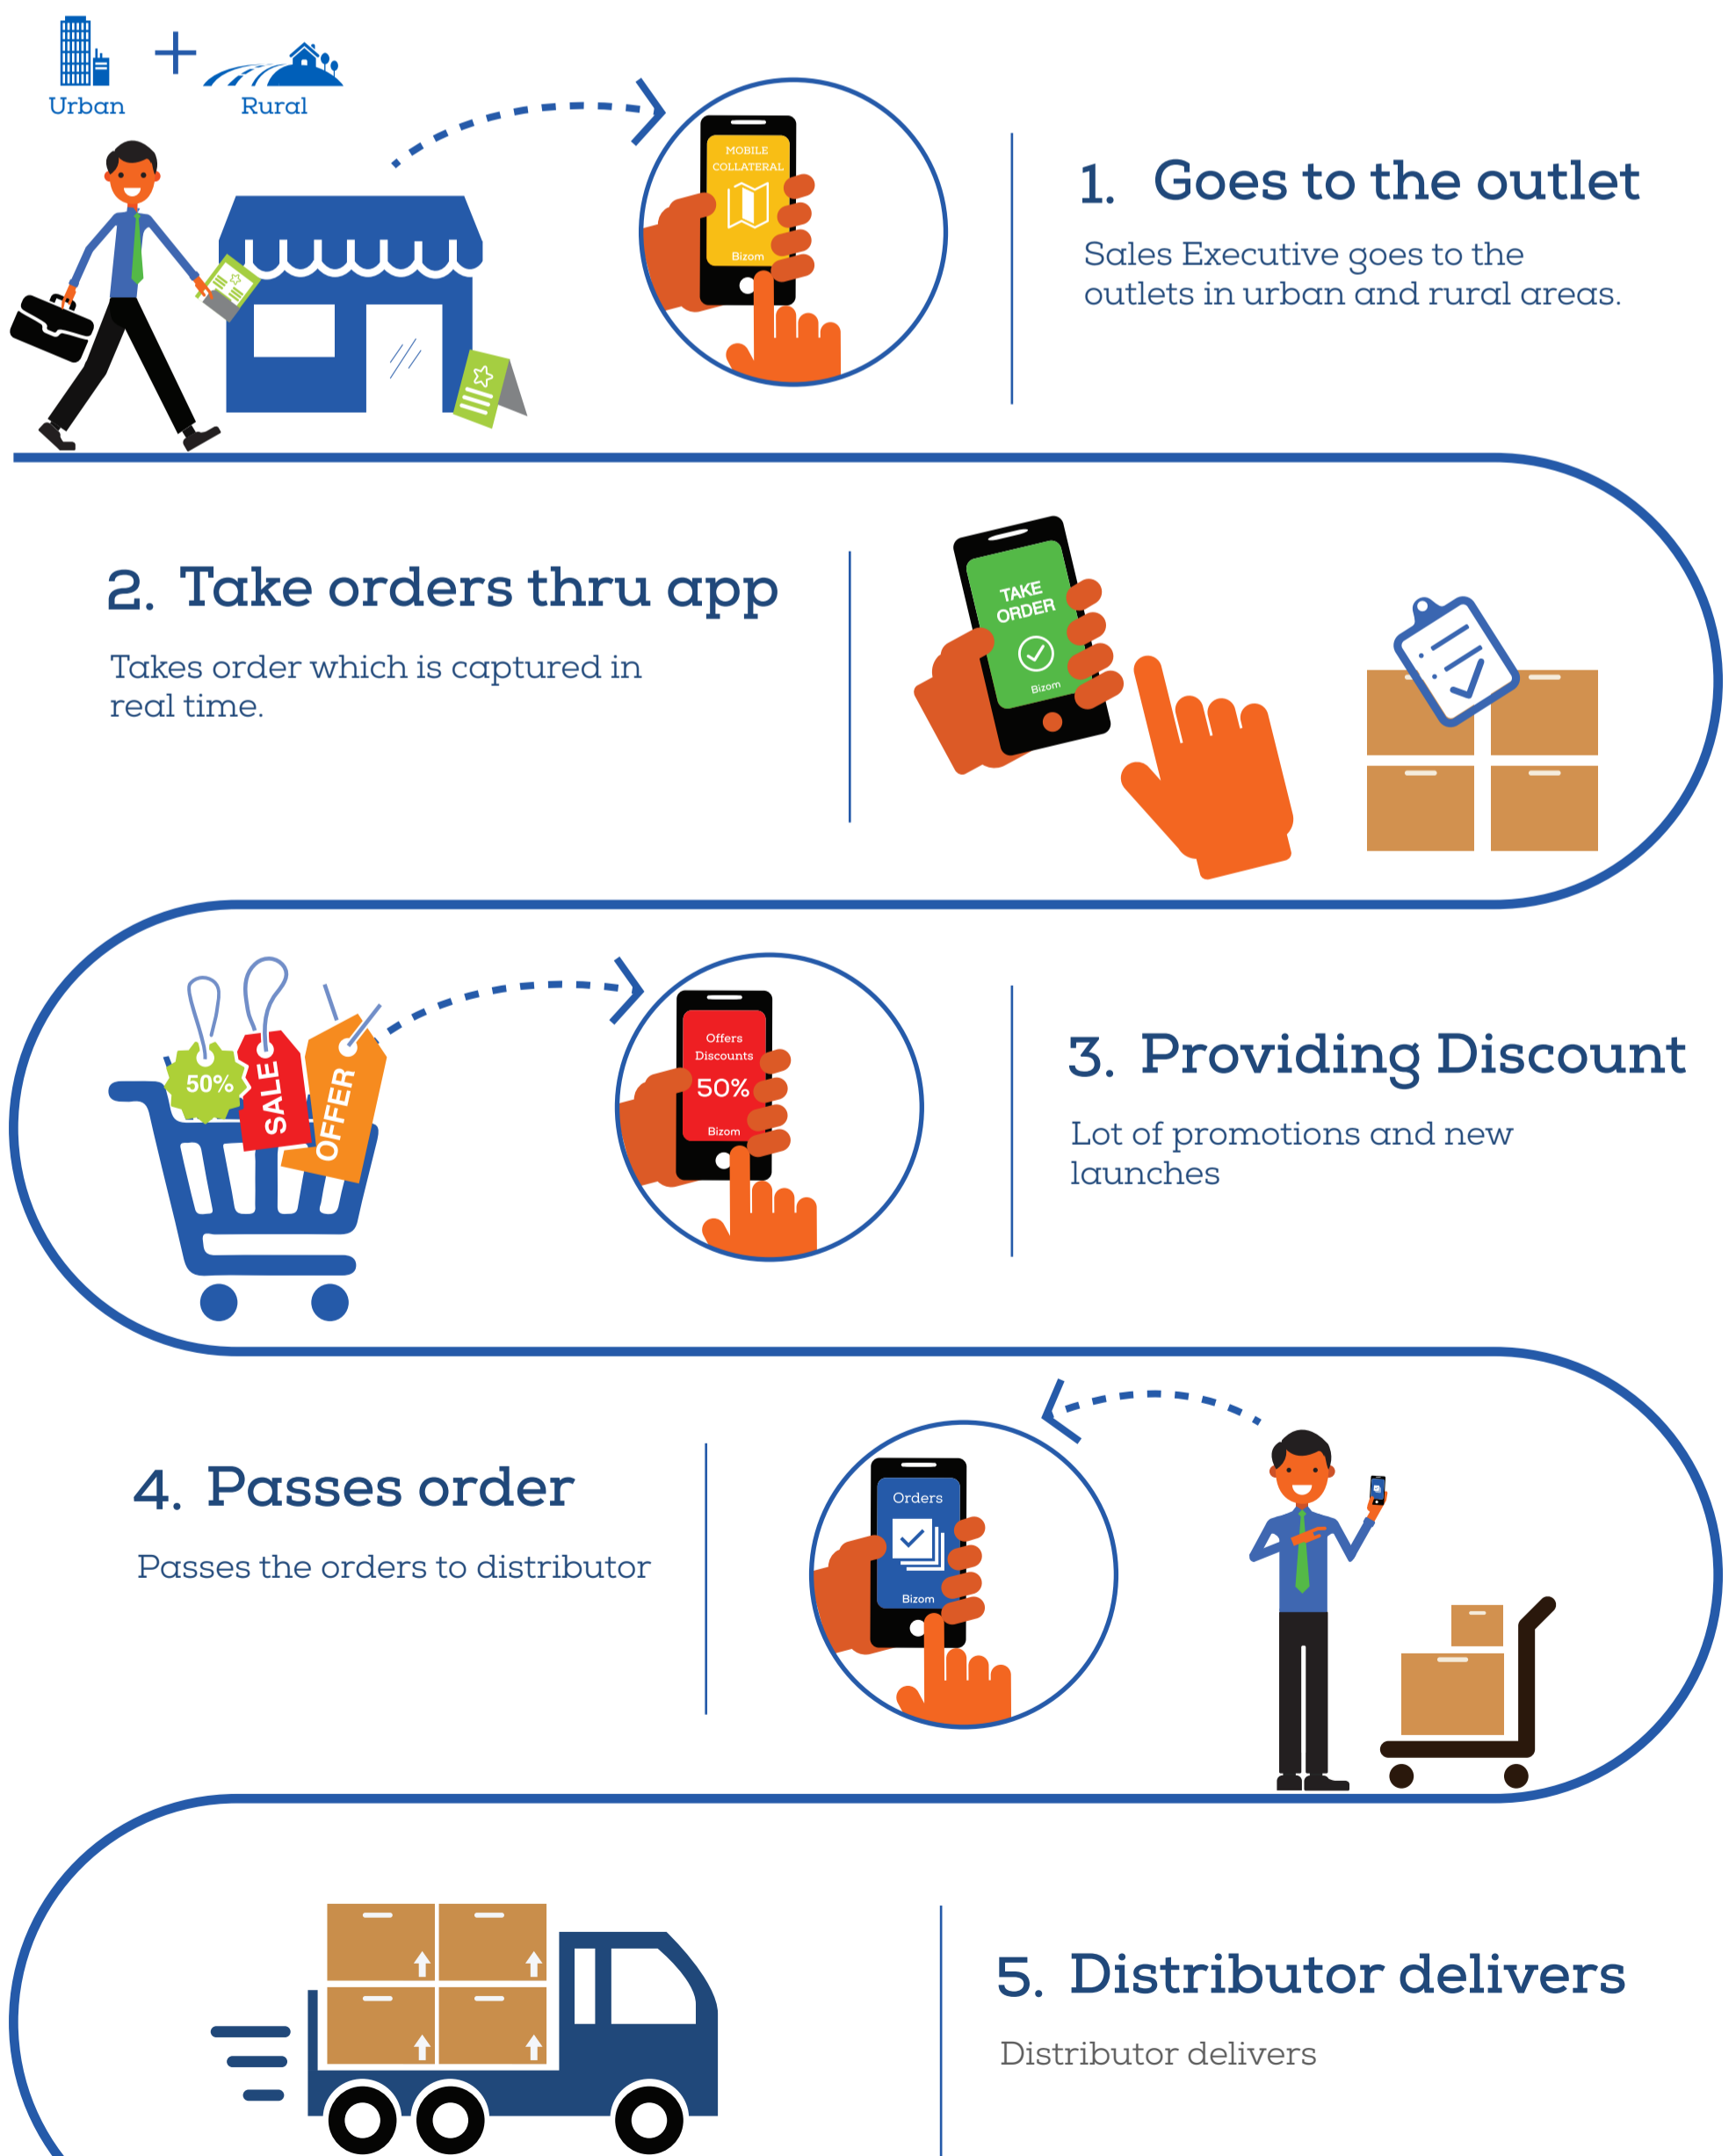 Urban
Rural
MOBILE
COLLATERAL
Bizom
1. Goes to the outlet
Sales Executive goes to the
outlets in urban and rural areas.
2. Take orders thru app
Takes order which is captured in
real time.
TAKE
ORDER
Bizom
50%
SALE
OFFER
Offers
Discounts
50%
Bizom
3. Providing Discount
Lot of promotions and new
launches
4. Passes order
Passes the orders to distributor
Orders
Bizom
5. Distributor delivers
Distributor delivers